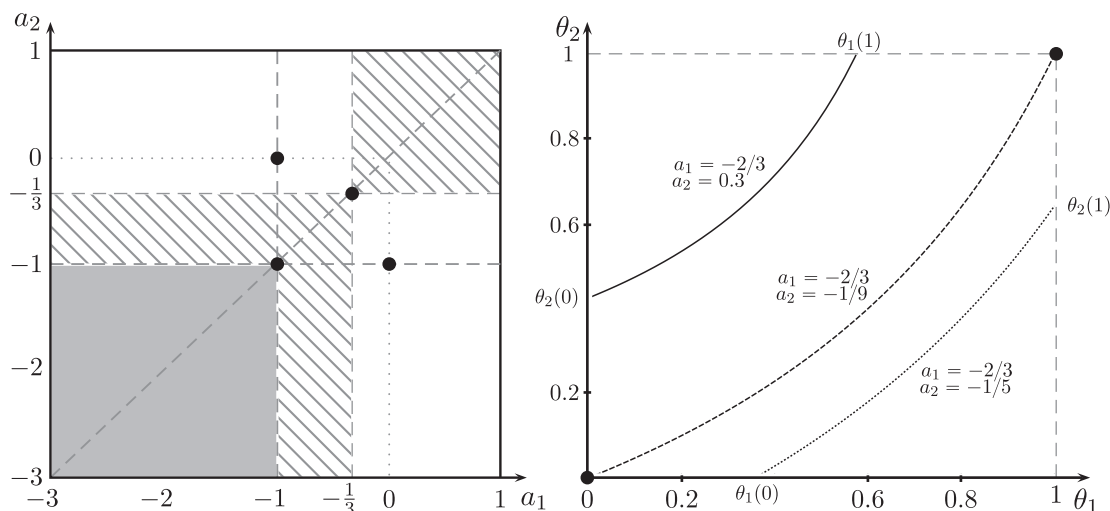 a₂
1
0
−1/3
−1
−2
−3
−3 −2 −1 −1/3 0 1 a₁
θ₂
1
0.8
0.6
θ₂(0)
0.2
θ₁(1)
a₁ = −2/3
a₂ = 0.3
θ₂(1)
a₁ = −2/3
a₂ = −1/9
a₁ = −2/3
a₂ = −1/5
0 0.2 θ₁(0) 0.6 0.8 1 θ₁